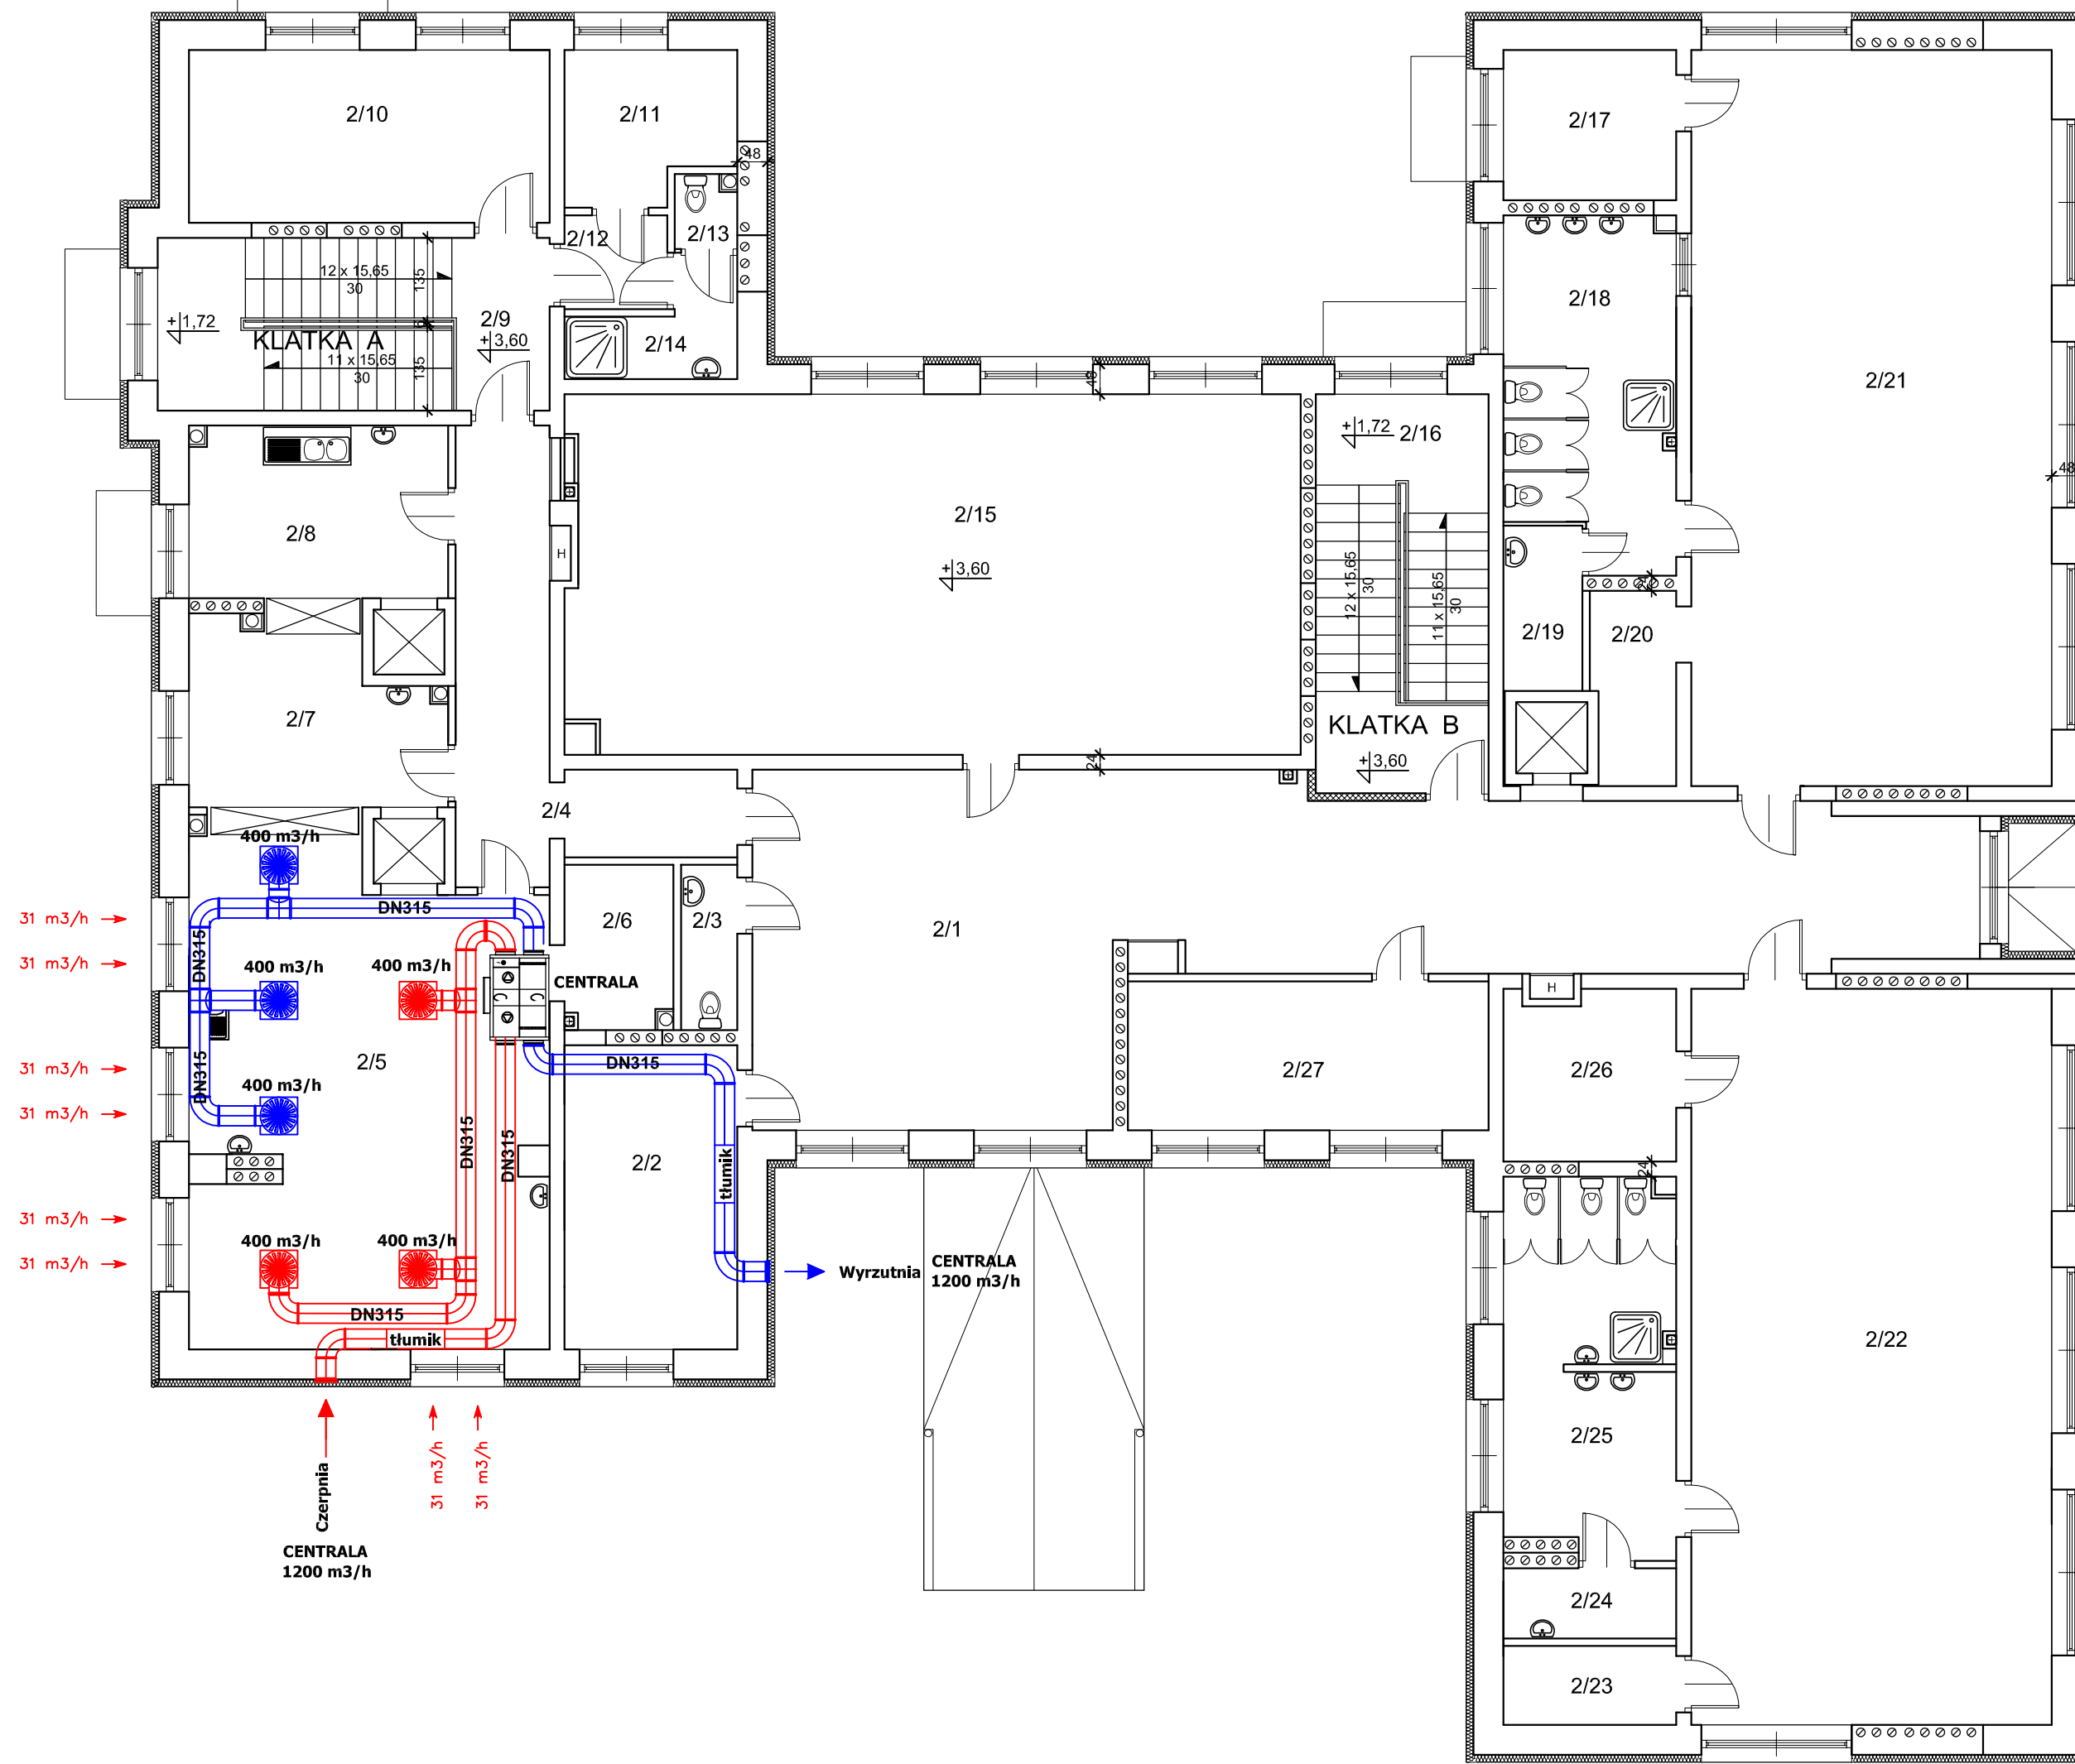 2/10
2/11
48
2/17
2/12
2/13
12 x 15,65
30
135
6
+1,72
KLATKA A
11 x 15,65
30
135
2/9
+3,60
2/14
2/18
48
2/21
+1,72
2/16
48
2/8
2/15
H
+3,60
12 x 15,65
30
11 x 15,65
30
24
2/19
2/20
2/7
KLATKA B
+3,60
24
2/4
400 m3/h
DN315
31 m3/h
2/6
2/3
2/1
DN315
31 m3/h
400 m3/h
400 m3/h
CENTRALA
H
2/5
DN315
2/27
2/26
31 m3/h
DN315
400 m3/h
31 m3/h
DN315
DN315
2/2
tłumik
24
31 m3/h
400 m3/h
400 m3/h
31 m3/h
Wyrzutnia
CENTRALA
1200 m3/h
DN315
tłumik
2/22
2/25
31 m3/h
31 m3/h
Czerpnia
CENTRALA
1200 m3/h
2/24
2/23